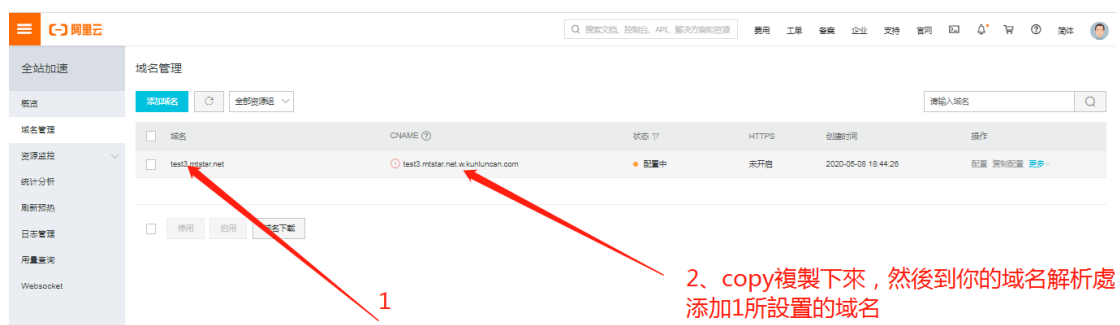 阿里云
搜索文档、控制台、API、解决方案和资源 费用 工单 备案 企业 支持 官网 简体
全站加速
域名管理
概览
添加域名 全部资源组 请输入域名
域名管理
域名 CNAME 状态 HTTPS 创建时间 操作
资源监控
test3.mtstar.net test3.mtstar.net.w.kunluncan.com 配置中 未开启 2020-05-08 18:44:26 配置 复制配置 更多
统计分析
刷新预热
日志管理
停用 启用 域名下载
用量查询
Websocket
1
2、copy複製下來，然後到你的域名解析處
添加1所設置的域名